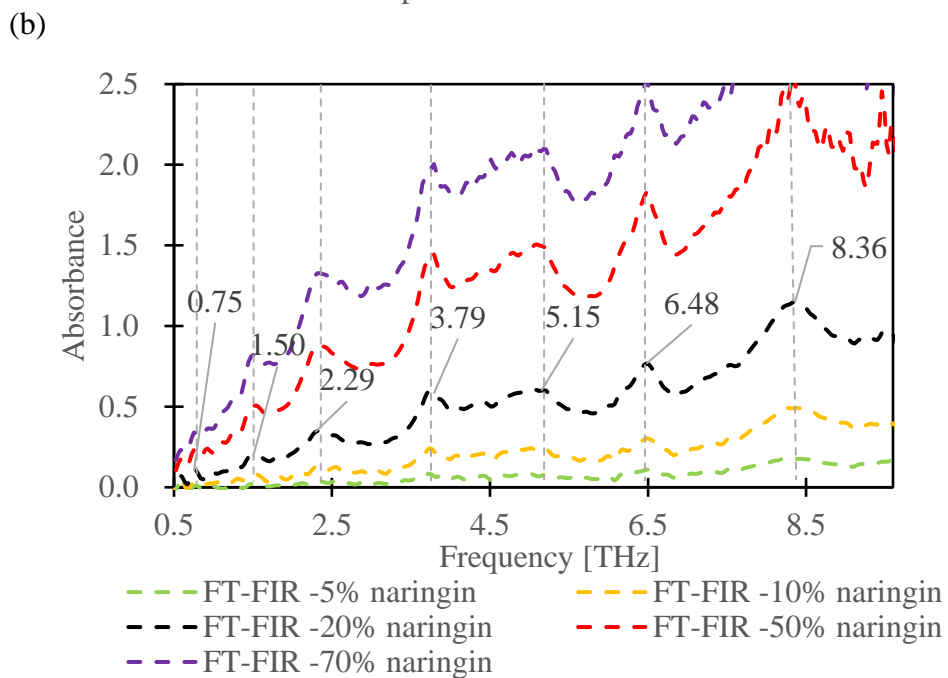 (b)
2.5
2.0
1.5
1.0
0.5
0.0
Absorbance
0.75
1.50
2.29
3.79
5.15
6.48
8.36
0.5 2.5 4.5 6.5 8.5
Frequency [THz]
FT-FIR -5% naringin FT-FIR -10% naringin
FT-FIR -20% naringin FT-FIR -50% naringin
FT-FIR -70% naringin